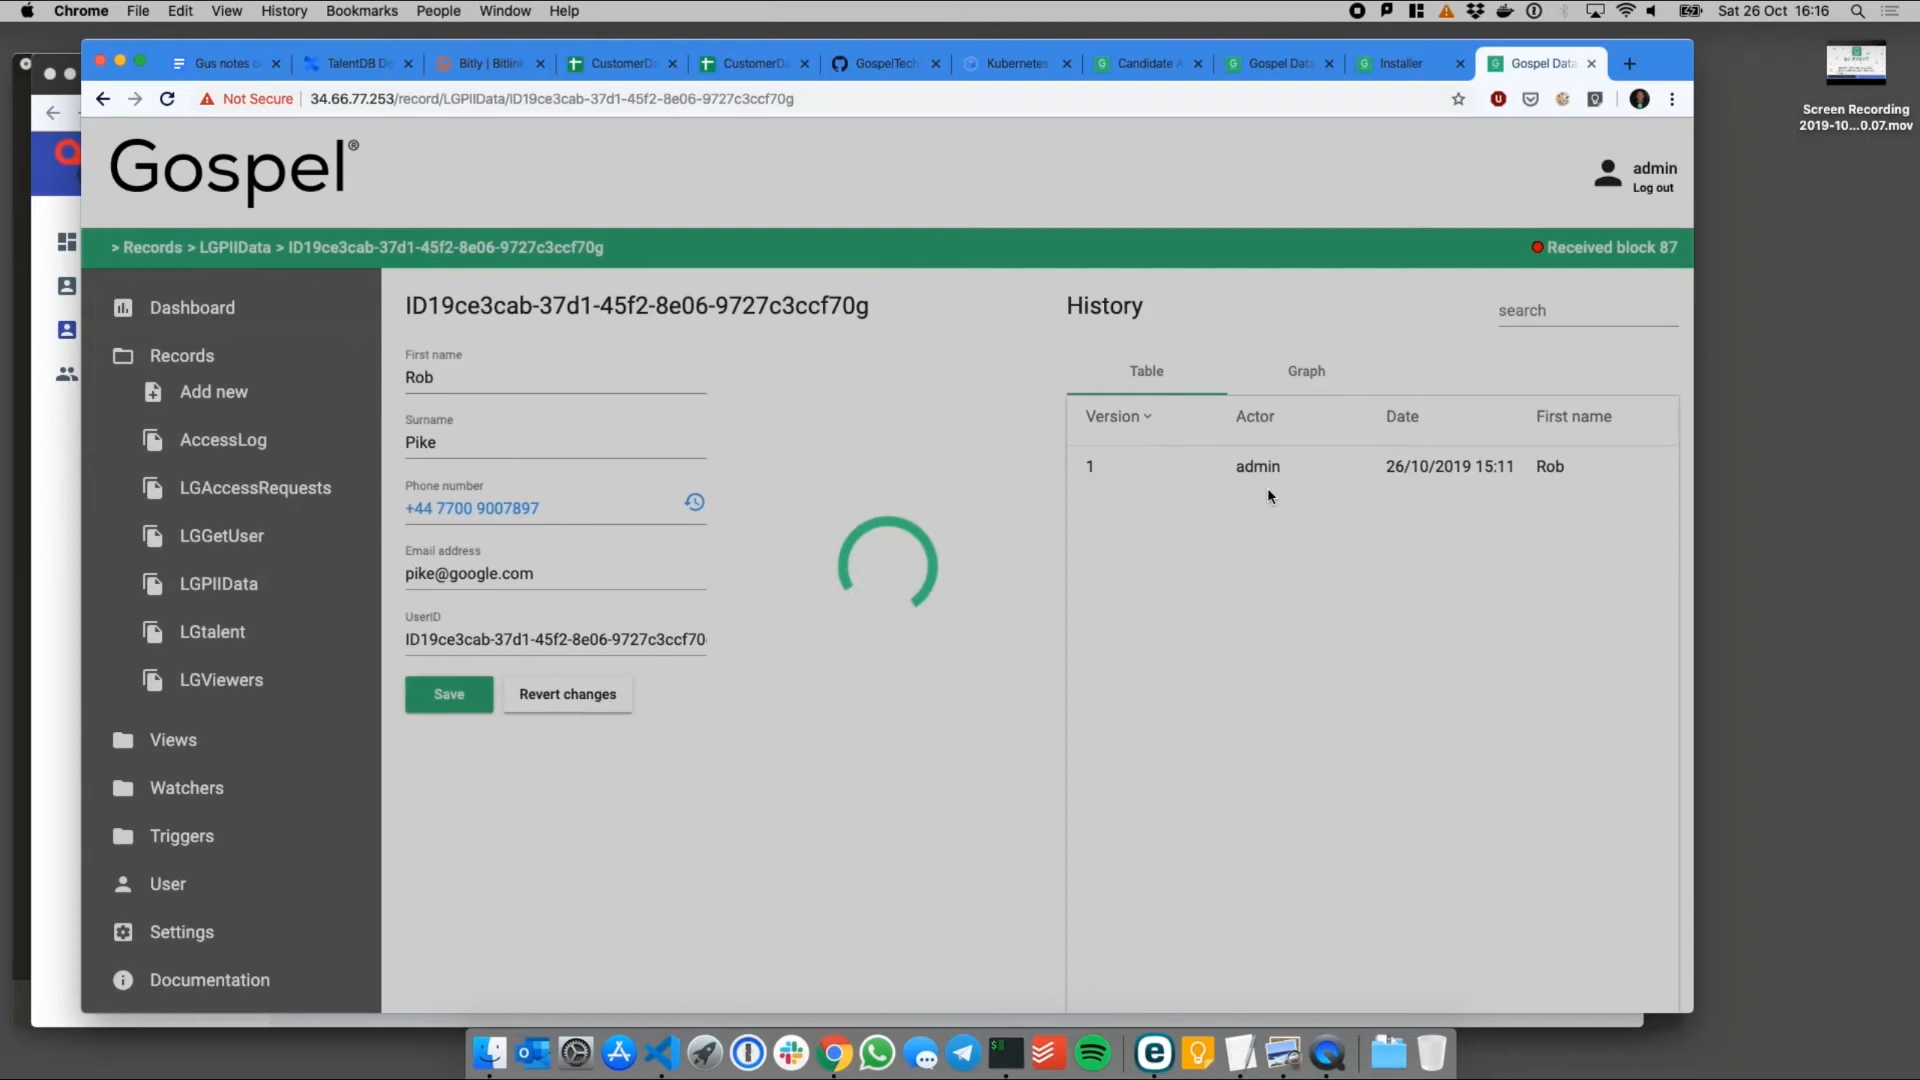 Chrome File Edit View History Bookmarks People Window Help
Sat 26 Oct 16:16
Gus notes o
TalentDB De
Bitly | Bitlink
CustomerDa
CustomerDa
GospelTech
Kubernetes
Candidate A
Gospel Data
Installer
Gospel Data
Not Secure 34.66.77.253/record/LGPIIData/ID19ce3cab-37d1-45f2-8e06-9727c3ccf70g
Screen Recording
2019-10...0.07.mov
Gospel®
admin
Log out
> Records > LGPIIData > ID19ce3cab-37d1-45f2-8e06-9727c3ccf70g
Received block 87
Dashboard
Records
Add new
AccessLog
LGAccessRequests
LGGetUser
LGPIIData
LGtalent
LGViewers
Views
Watchers
Triggers
User
Settings
Documentation
ID19ce3cab-37d1-45f2-8e06-9727c3ccf70g
First name
Rob
Surname
Pike
Phone number
+44 7700 9007897
Email address
pike@google.com
UserID
ID19ce3cab-37d1-45f2-8e06-9727c3ccf70
Save
Revert changes
History
search
Table Graph
Version Actor Date First name
1 admin 26/10/2019 15:11 Rob